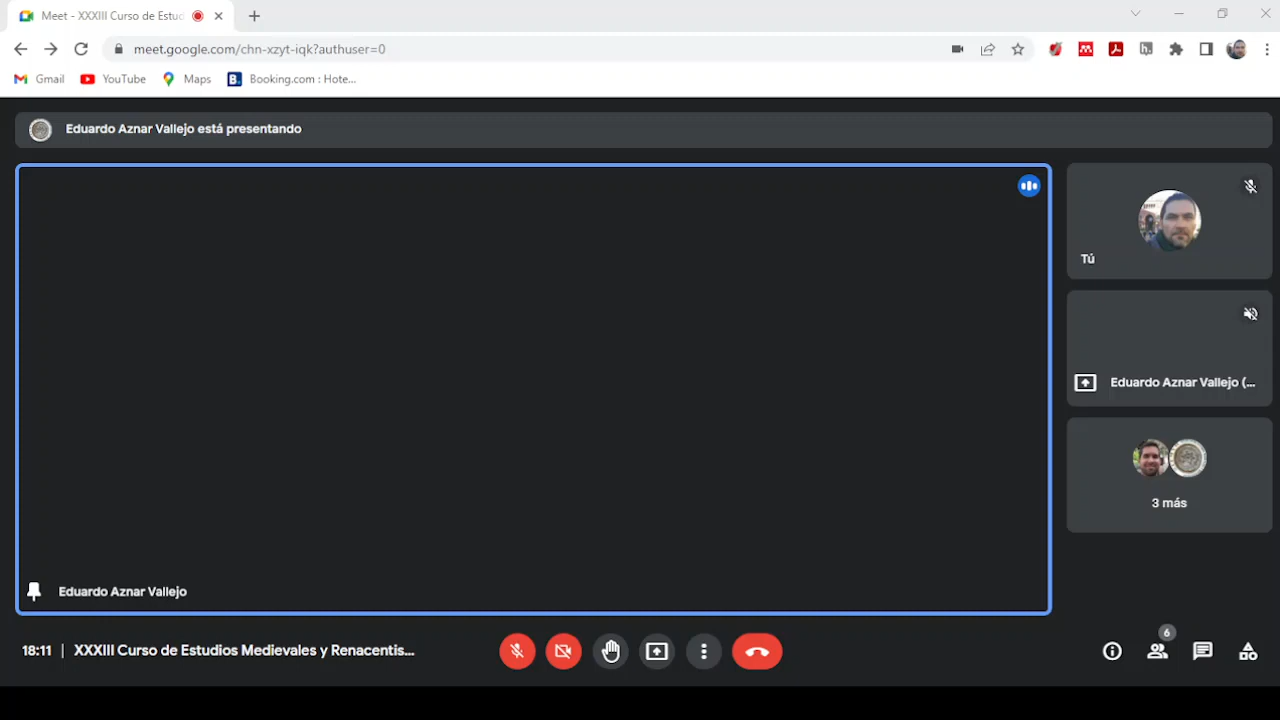 Meet - XXXIII Curso de Estud
meet.google.com/chn-xzyt-iqk?authuser=0
Gmail
YouTube
Maps
B.
Booking.com : Hote...
Eduardo Aznar Vallejo está presentando
Tú
Eduardo Aznar Vallejo (...
3 más
Eduardo Aznar Vallejo
18:11 | XXXIII Curso de Estudios Medievales y Renacentis...
6